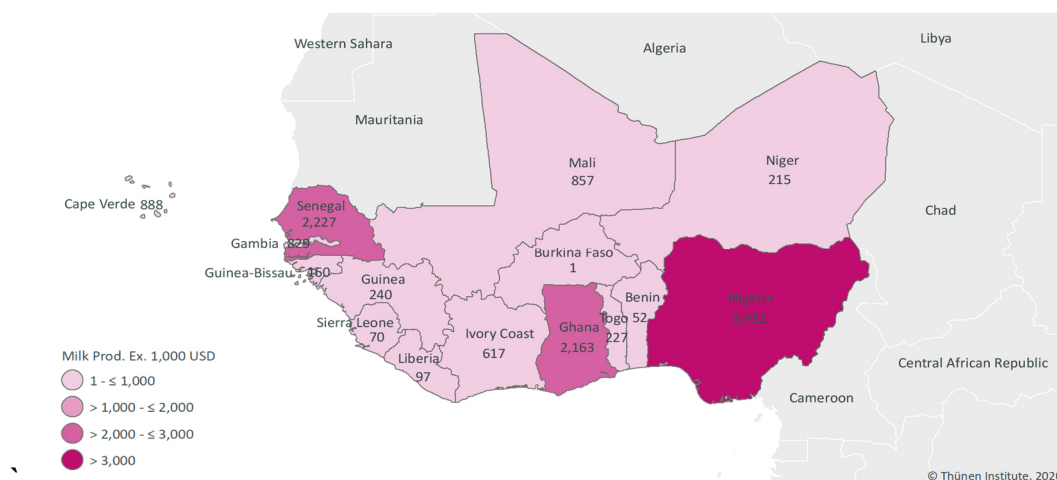 Western Sahara
Algeria
Libya
Mauritania
Mali
857
Niger
215
Cape Verde 888
Senegal
2,227
Chad
Gambia 829
Guinea-Bissau 160
Burkina Faso
1
Guinea
240
Benin
52
Nigeria
Sierra Leone
70
Ivory Coast
617
Ghana
2,163
Togo
227
Liberia
97
Central African Republic
Cameroon
Milk Prod. Ex. 1,000 USD
1 - ≤ 1,000
> 1,000 - ≤ 2,000
> 2,000 - ≤ 3,000
> 3,000
© Thünen Institute, 2020